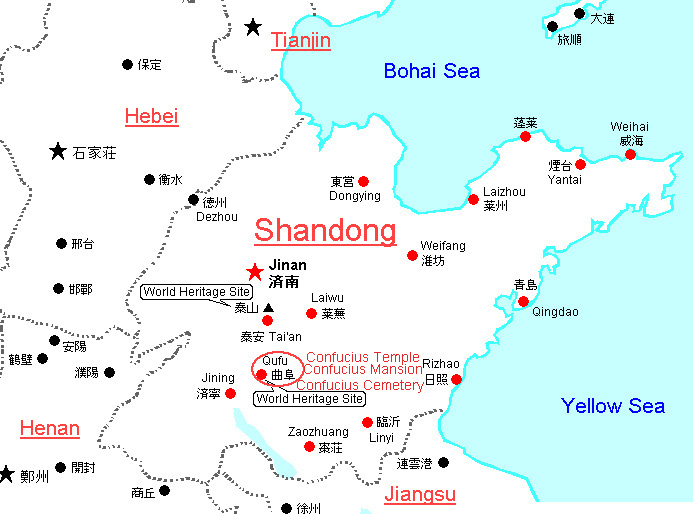 大連
旅順
Tianjin
Bohai Sea
保定
Hebei
蓬莱
Weihai
威海
石家荘
煙台
Yantai
衡水
東営
Dongying
徳州
Dezhou
Laizhou
莱州
Shandong
邢台
Weifang
濰坊
Jinan
済南
邯鄲
World Heritage Site
泰山
Laiwu
莱蕪
青島
Qingdao
泰安 Tai'an
安陽
鶴壁
濮陽
Qufu
曲阜
Confucius Temple
Confucius Mansion
Confucius Cemetery
Rizhao
日照
Jining
済寧
World Heritage Site
Yellow Sea
Henan
臨沂
Linyi
Zaozhuang
棗荘
鄭州
開封
連雲港
商丘
Jiangsu
徐州